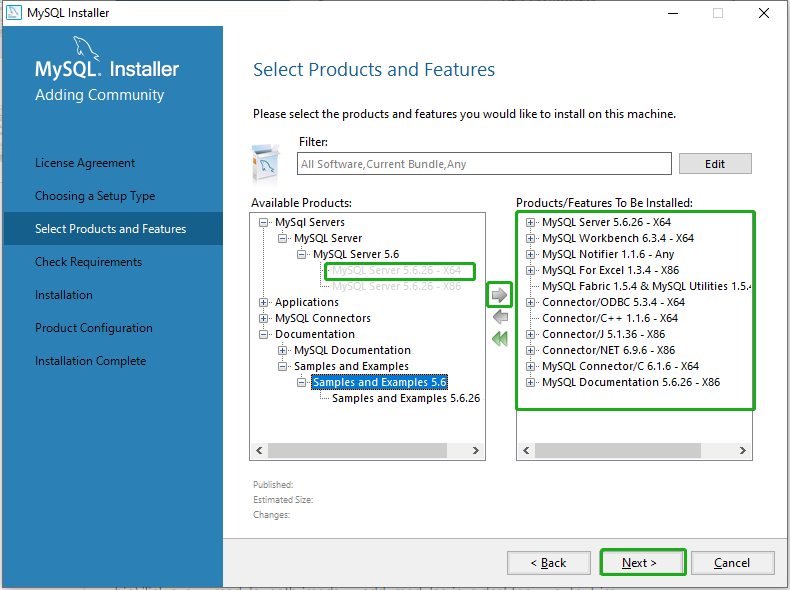 MySQL Installer
MySQL. Installer
Adding Community
License Agreement
Choosing a Setup Type
Select Products and Features
Check Requirements
Installation
Product Configuration
Installation Complete
Select Products and Features
Please select the products and features you would like to install on this machine.
Filter:
All Software,Current Bundle,Any
Edit
Available Products:
MySql Servers
MySQL Server
MySQL Server 5.6
MySQL Server 5.6.26 - X64
MySQL Server 5.6.26 - X86
Applications
MySQL Connectors
Documentation
MySQL Documentation
Samples and Examples
Samples and Examples 5.6
Samples and Examples 5.6.26
Products/Features To Be Installed:
MySQL Server 5.6.26 - X64
MySQL Workbench 6.3.4 - X64
MySQL Notifier 1.1.6 - Any
MySQL For Excel 1.3.4 - X86
MySQL Fabric 1.5.4 & MySQL Utilities 1.5.4
Connector/ODBC 5.3.4 - X64
Connector/C++ 1.1.6 - X64
Connector/J 5.1.36 - X86
Connector/NET 6.9.6 - X86
MySQL Connector/C 6.1.6 - X64
MySQL Documentation 5.6.26 - X86
Published:
Estimated Size:
Changes:
< Back
Next >
Cancel